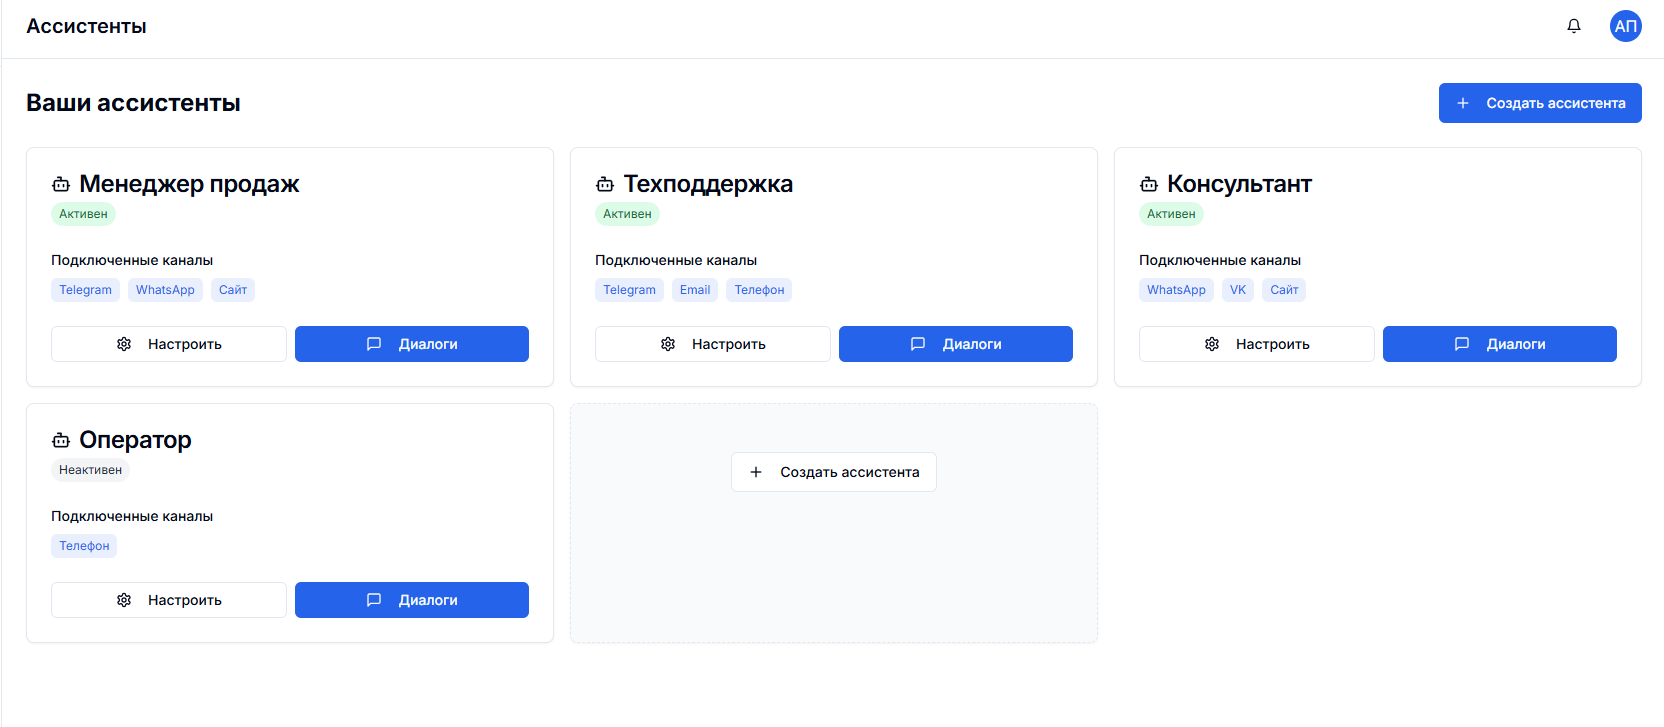 Ассистенты
АП
Ваши ассистенты
Создать ассистента
Менеджер продаж
Активен
Подключенные каналы
Telegram WhatsApp Сайт
Настроить Диалоги
Техподдержка
Активен
Подключенные каналы
Telegram Email Телефон
Настроить Диалоги
Консультант
Активен
Подключенные каналы
WhatsApp VK Сайт
Настроить Диалоги
Оператор
Неактивен
Подключенные каналы
Телефон
Настроить Диалоги
Создать ассистента